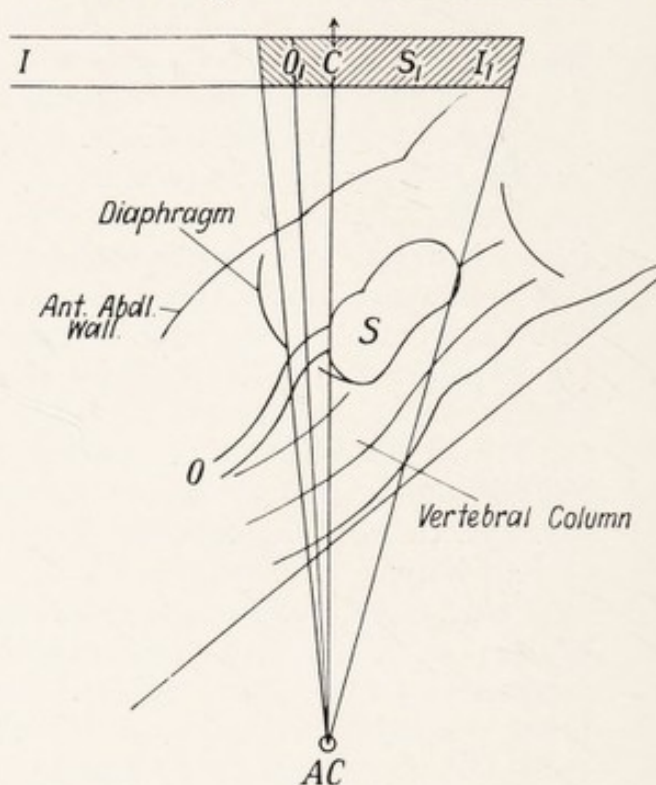 I O₁ C S₁ I₁
Diaphragm
Ant. Abdl.
Wall.
S
O
Vertebral Column
AC